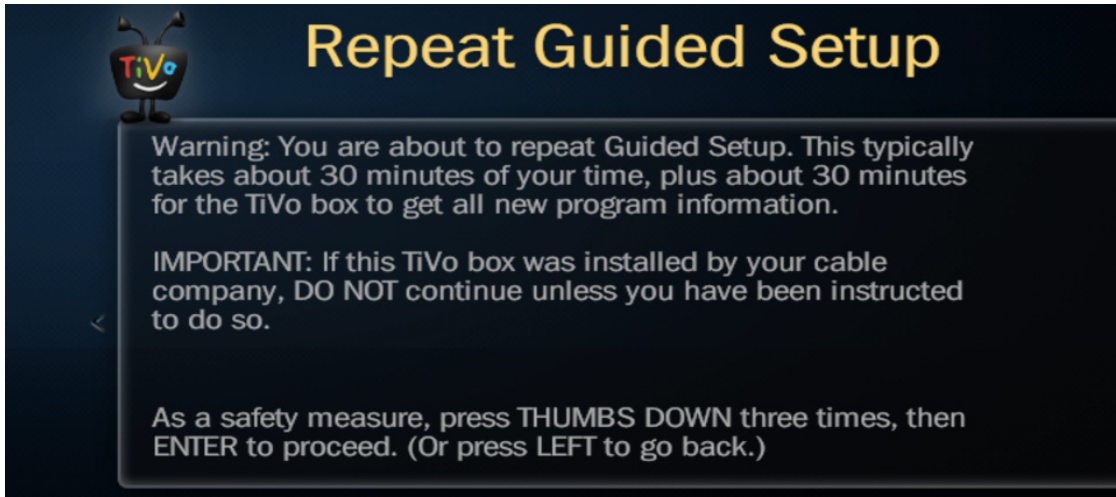 Repeat Guided Setup
TiVo
Warning: You are about to repeat Guided Setup. This typically
takes about 30 minutes of your time, plus about 30 minutes
for the TiVo box to get all new program information.
IMPORTANT: If this TiVo box was installed by your cable
company, DO NOT continue unless you have been instructed
to do so.
As a safety measure, press THUMBS DOWN three times, then
ENTER to proceed. (Or press LEFT to go back.)